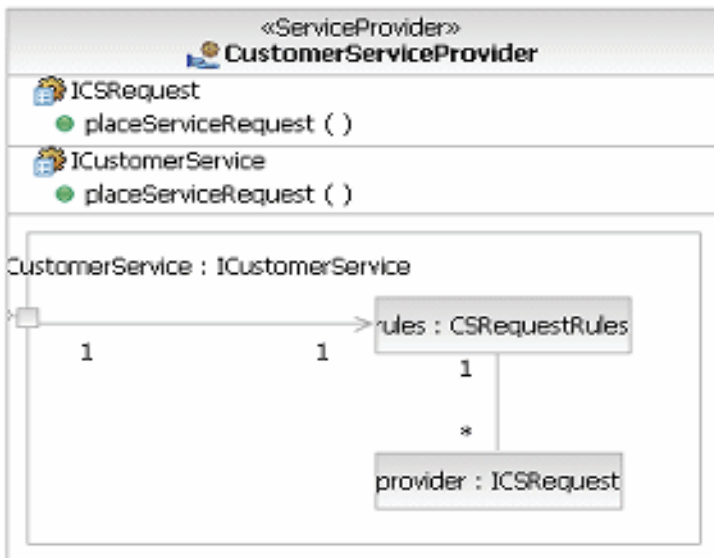 «ServiceProvider»
CustomerServiceProvider
ICSRequest
placeServiceRequest ( )
ICustomerService
placeServiceRequest ( )
CustomerService : ICustomerService
rules : CSRequestRules
1 1
1
*
provider : ICSRequest